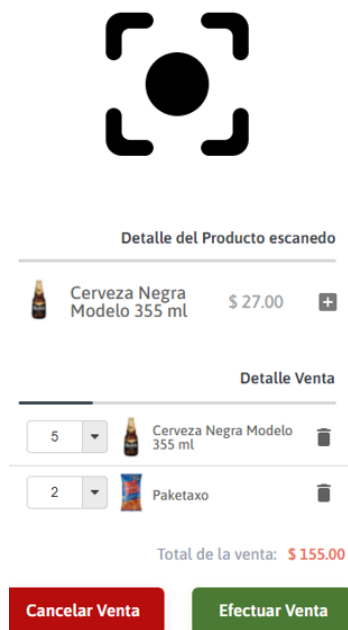 Detalle del Producto escanedo
Cerveza Negra
Modelo 355 ml
$ 27.00
Detalle Venta
5
Cerveza Negra Modelo
355 ml
2
Paketaxo
Total de la venta: $ 155.00
Cancelar Venta
Efectuar Venta